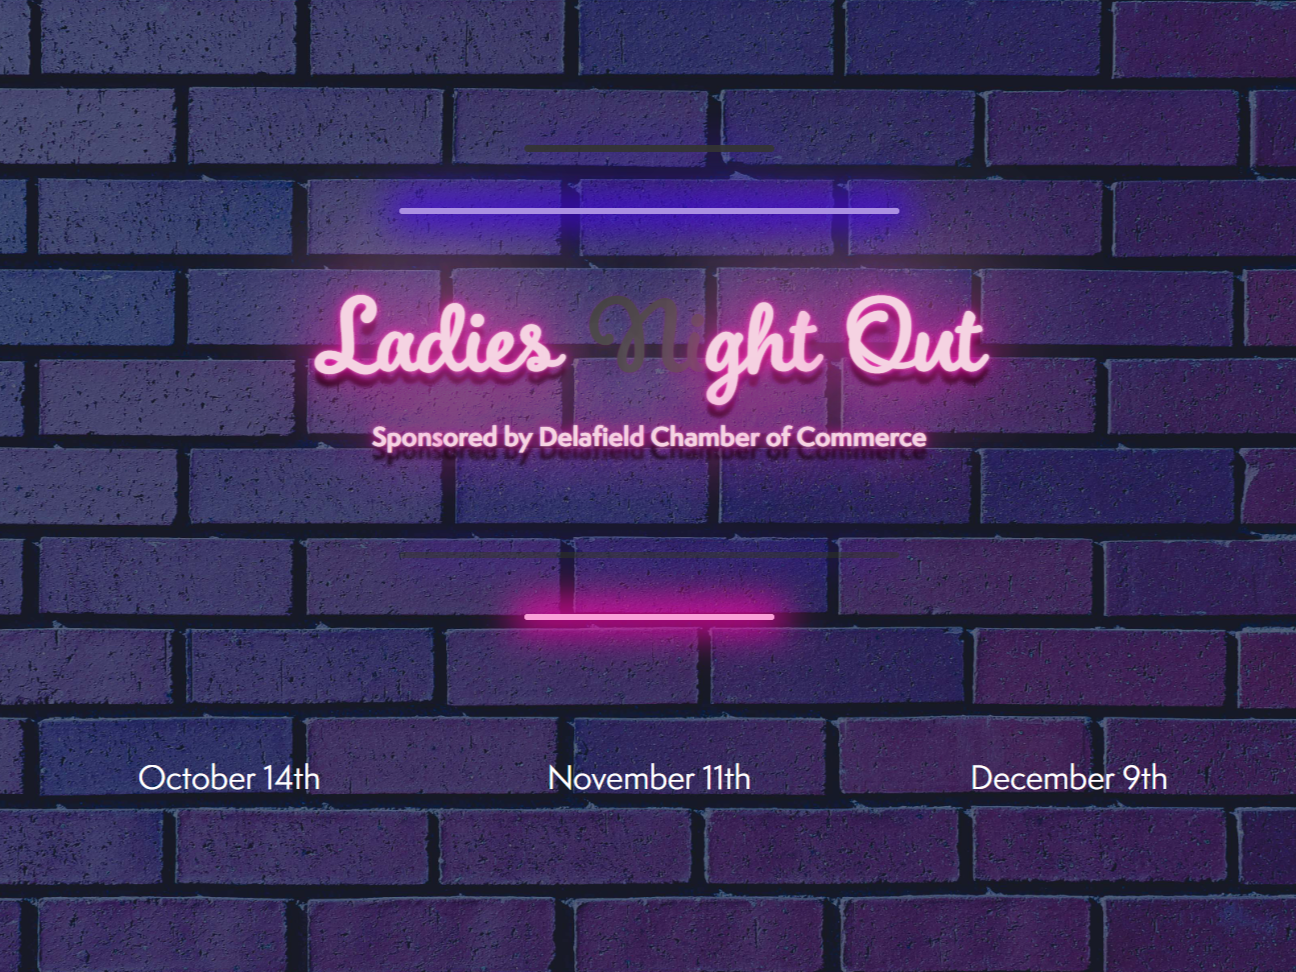 Ladies Night Out
Sponsored by Delafield Chamber of Commerce
October 14th
November 11th
December 9th